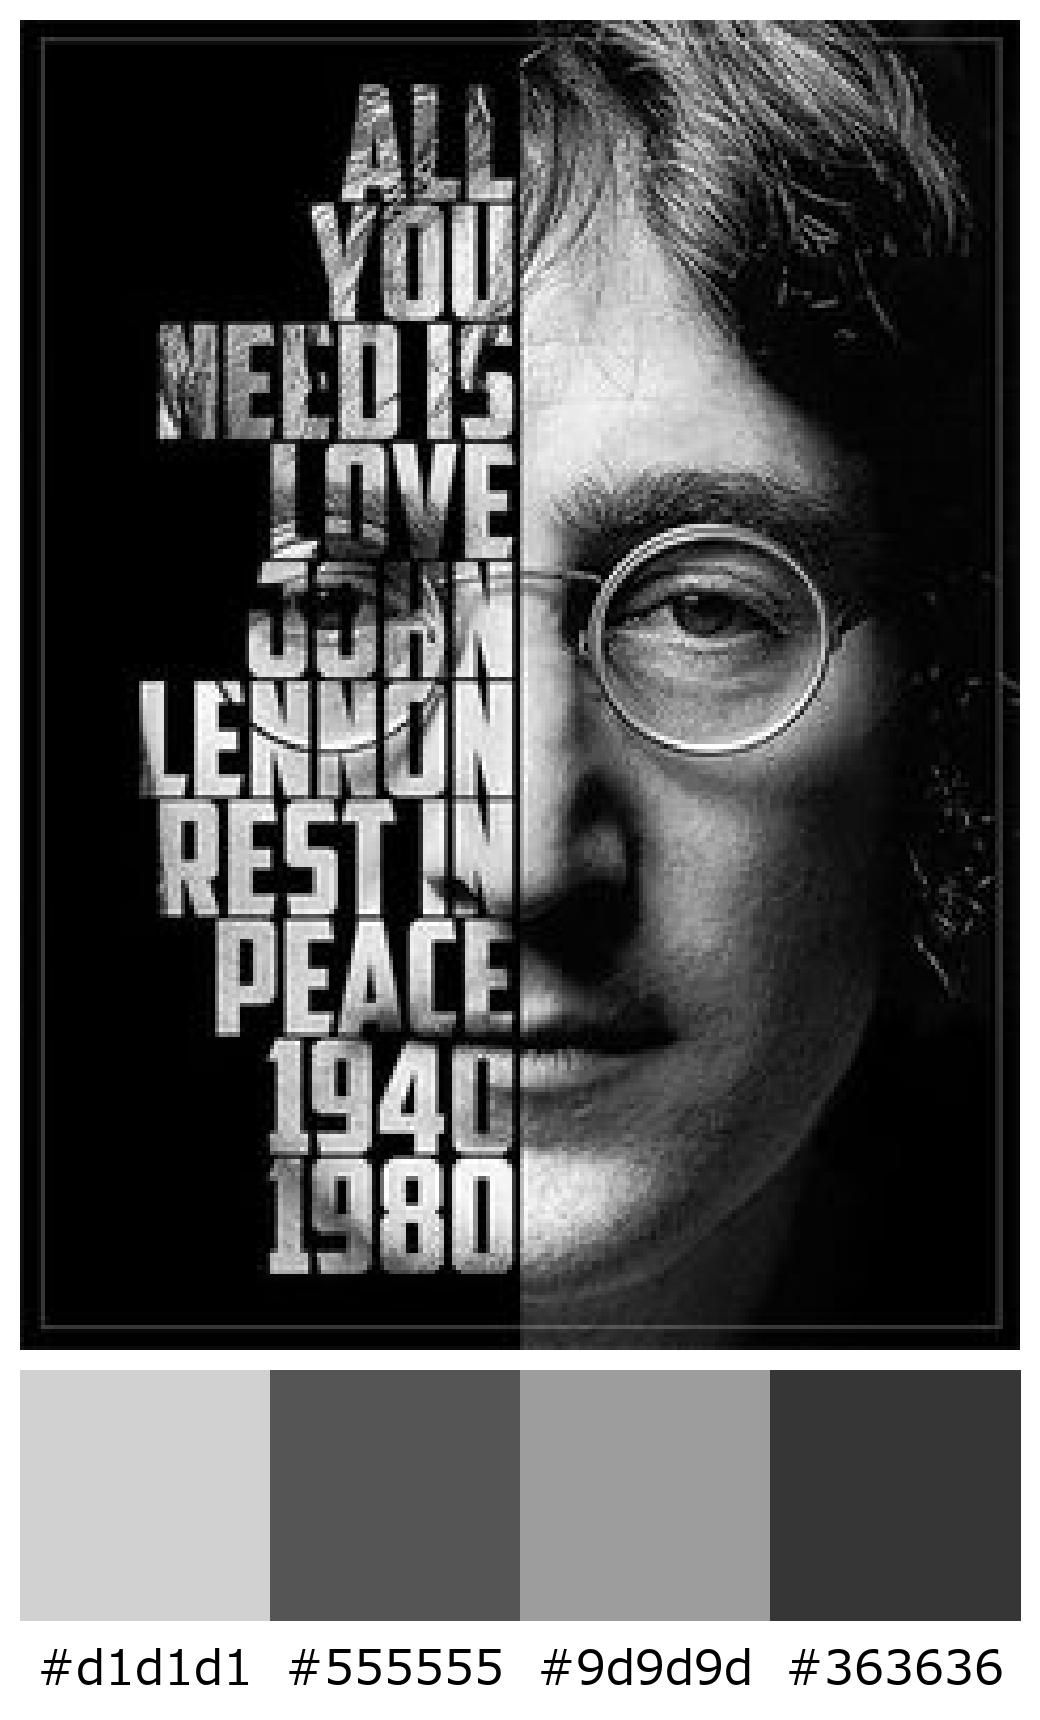 ALL
YOU
NEED IS
LOVE
JOHN
LENNON
REST IN
PEACE
1940
1980
#d1d1d1 #555555 #9d9d9d #363636